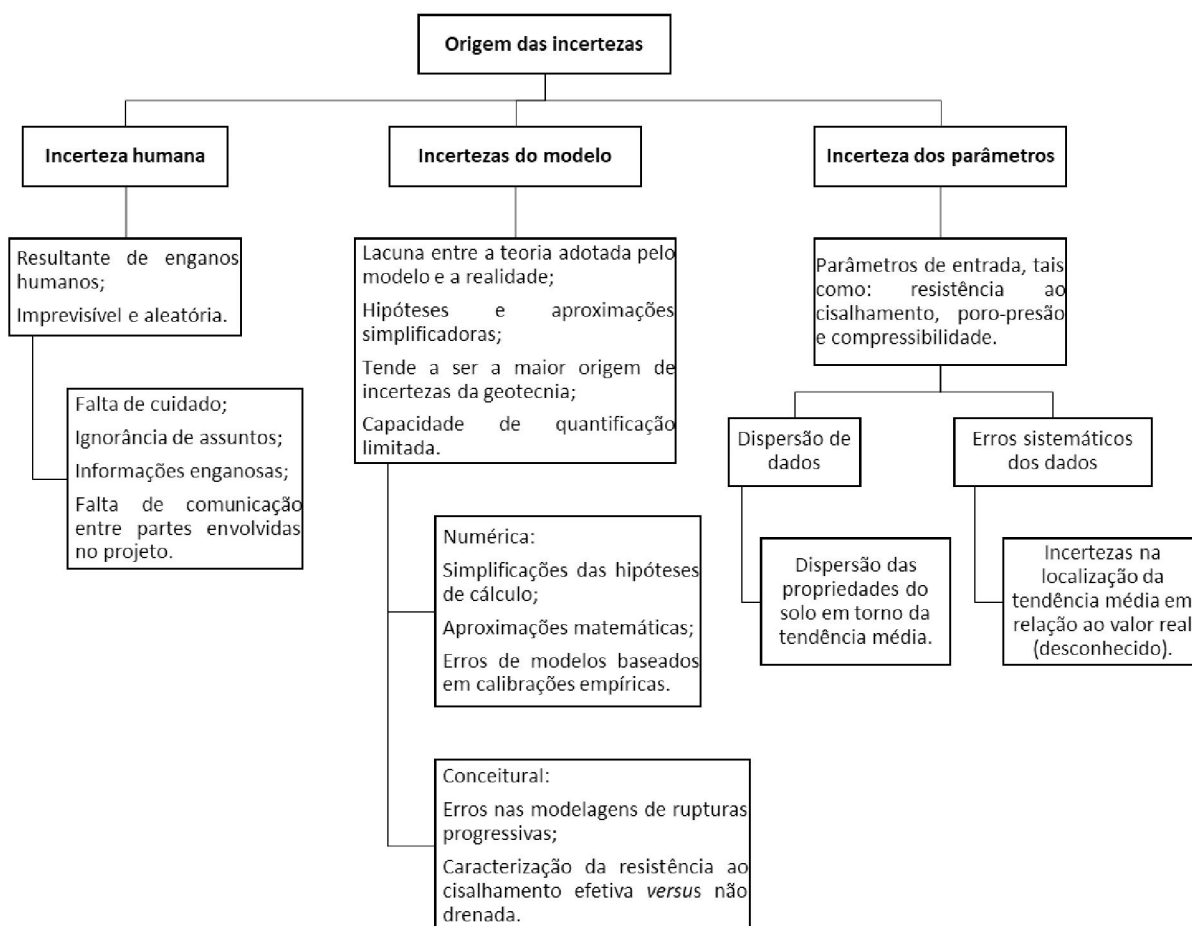 Origem das incertezas
Incerteza humana
Resultante de enganos
humanos;
Imprevisível e aleatória.
Falta de cuidado;
Ignorância de assuntos;
Informações enganosas;
Falta de comunicação
entre partes envolvidas
no projeto.
Incertezas do modelo
Lacuna entre a teoria adotada pelo
modelo e a realidade;
Hipóteses e aproximações
simplificadoras;
Tende a ser a maior origem de
incertezas da geotecnia;
Capacidade de quantificação
limitada.
Numérica:
Simplificações das hipóteses
de cálculo;
Aproximações matemáticas;
Erros de modelos baseados
em calibrações empíricas.
Conceitural:
Erros nas modelagens de rupturas
progressivas;
Caracterização da resistência ao
cisalhamento efetiva versus não
drenada.
Incerteza dos parâmetros
Parâmetros de entrada, tais
como: resistência ao
cisalhamento, poro-presão
e compressibilidade.
Dispersão de
dados
Dispersão das
propriedades do
solo em torno da
tendência média.
Erros sistemáticos
dos dados
Incertezas na
localização da
tendência média em
relação ao valor real
(desconhecido).